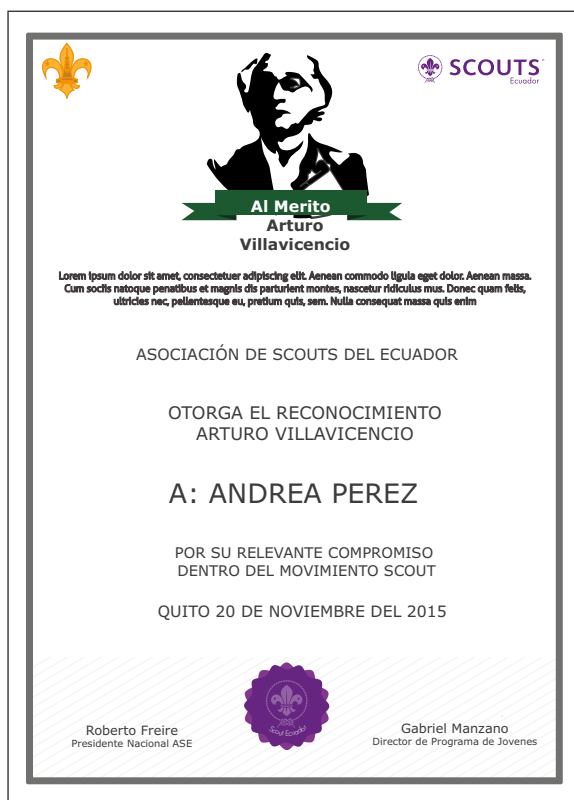 SCOUTS
Ecuador
Al Merito
Arturo
Villavicencio
Lorem ipsum dolor sit amet, consectetuer adipiscing elit. Aenean commodo ligula eget dolor. Aenean massa.
Cum sociis natoque penatibus et magnis dis parturient montes, nascetur ridiculus mus. Donec quam felis,
ultricies nec, pellentesque eu, pretium quis, sem. Nulla consequat massa quis enim
ASOCIACIÓN DE SCOUTS DEL ECUADOR
OTORGA EL RECONOCIMIENTO
ARTURO VILLAVICENCIO
A: ANDREA PEREZ
POR SU RELEVANTE COMPROMISO
DENTRO DEL MOVIMIENTO SCOUT
QUITO 20 DE NOVIEMBRE DEL 2015
Scout Ecuador
Roberto Freire
Presidente Nacional ASE
Gabriel Manzano
Director de Programa de Jovenes